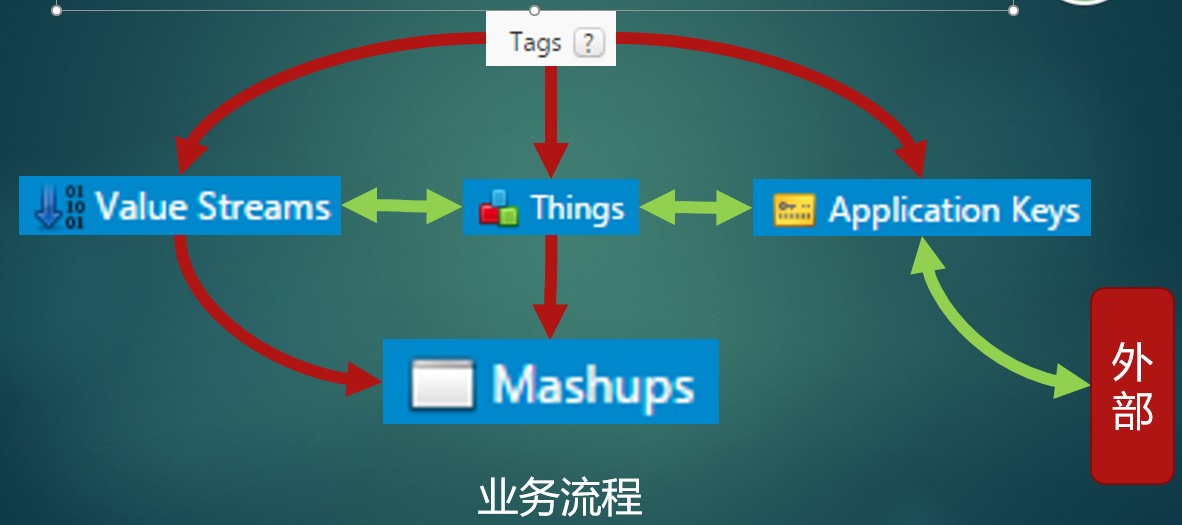 Tags ?
Value Streams
Things
Application Keys
Mashups
外
部
业务流程